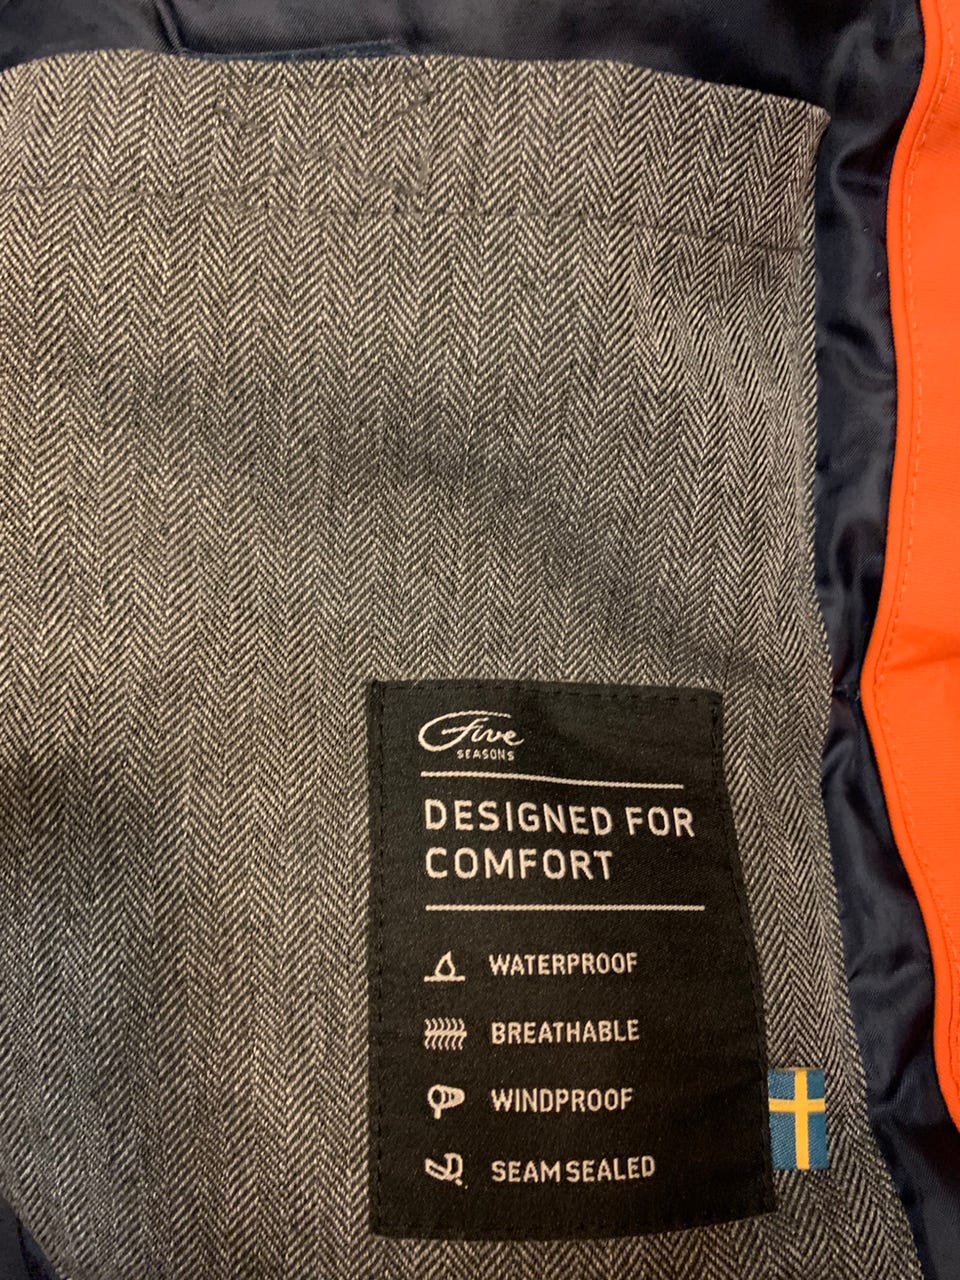 Five
SEASONS
DESIGNED FOR
COMFORT
WATERPROOF
BREATHABLE
WINDPROOF
SEAM SEALED